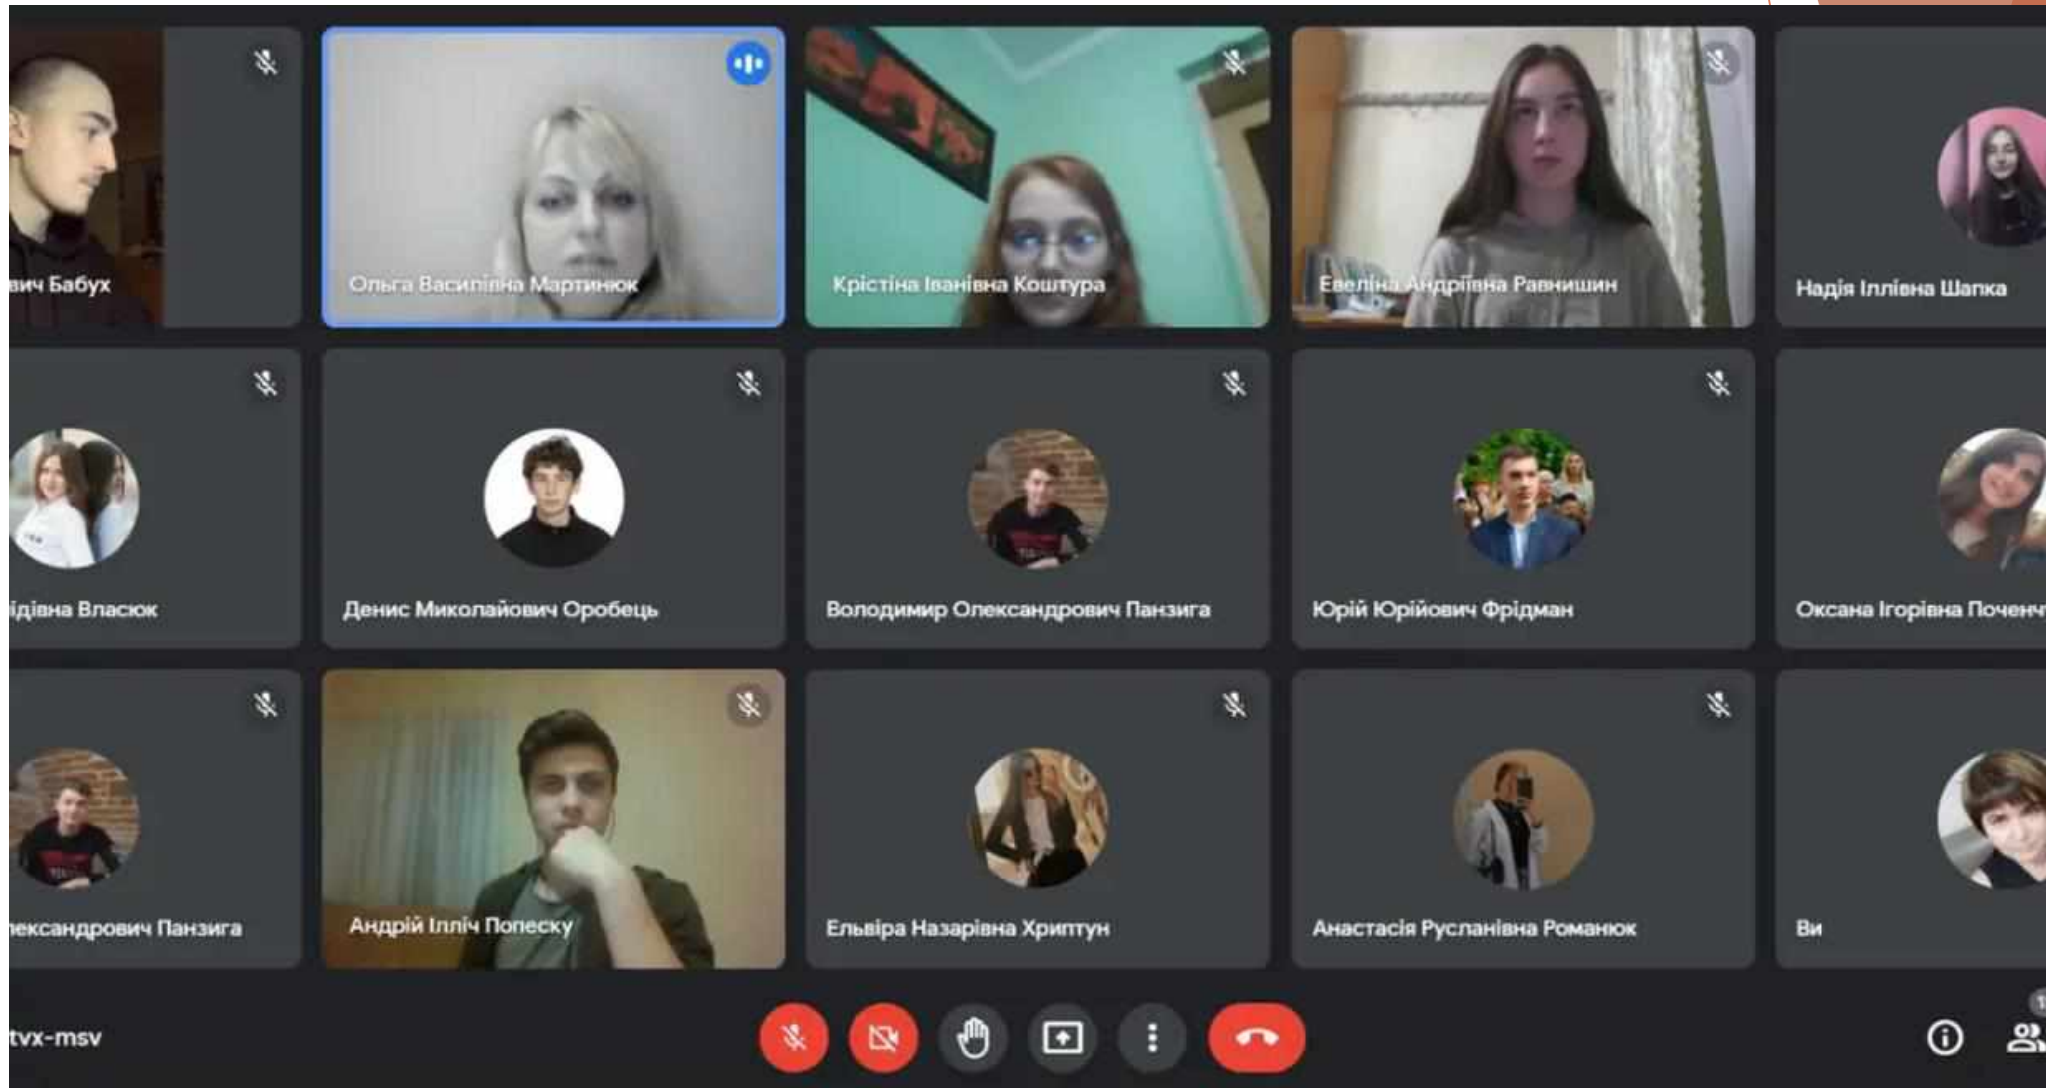 вич Бабух
Ольга Василівна Мартинюк
Крістіна Іванівна Коштура
Евеліна Андріївна Равнишин
Надія Іллівна Шапка
ідівна Власюк
Денис Миколайович Оробець
Володимир Олександрович Панзига
Юрій Юрійович Фрідман
Оксана Ігорівна Поченч
лександрович Панзига
Андрій Ілліч Попеску
Ельвіра Назарівна Хриптун
Анастасія Русланівна Романюк
Ви
tvx-msv